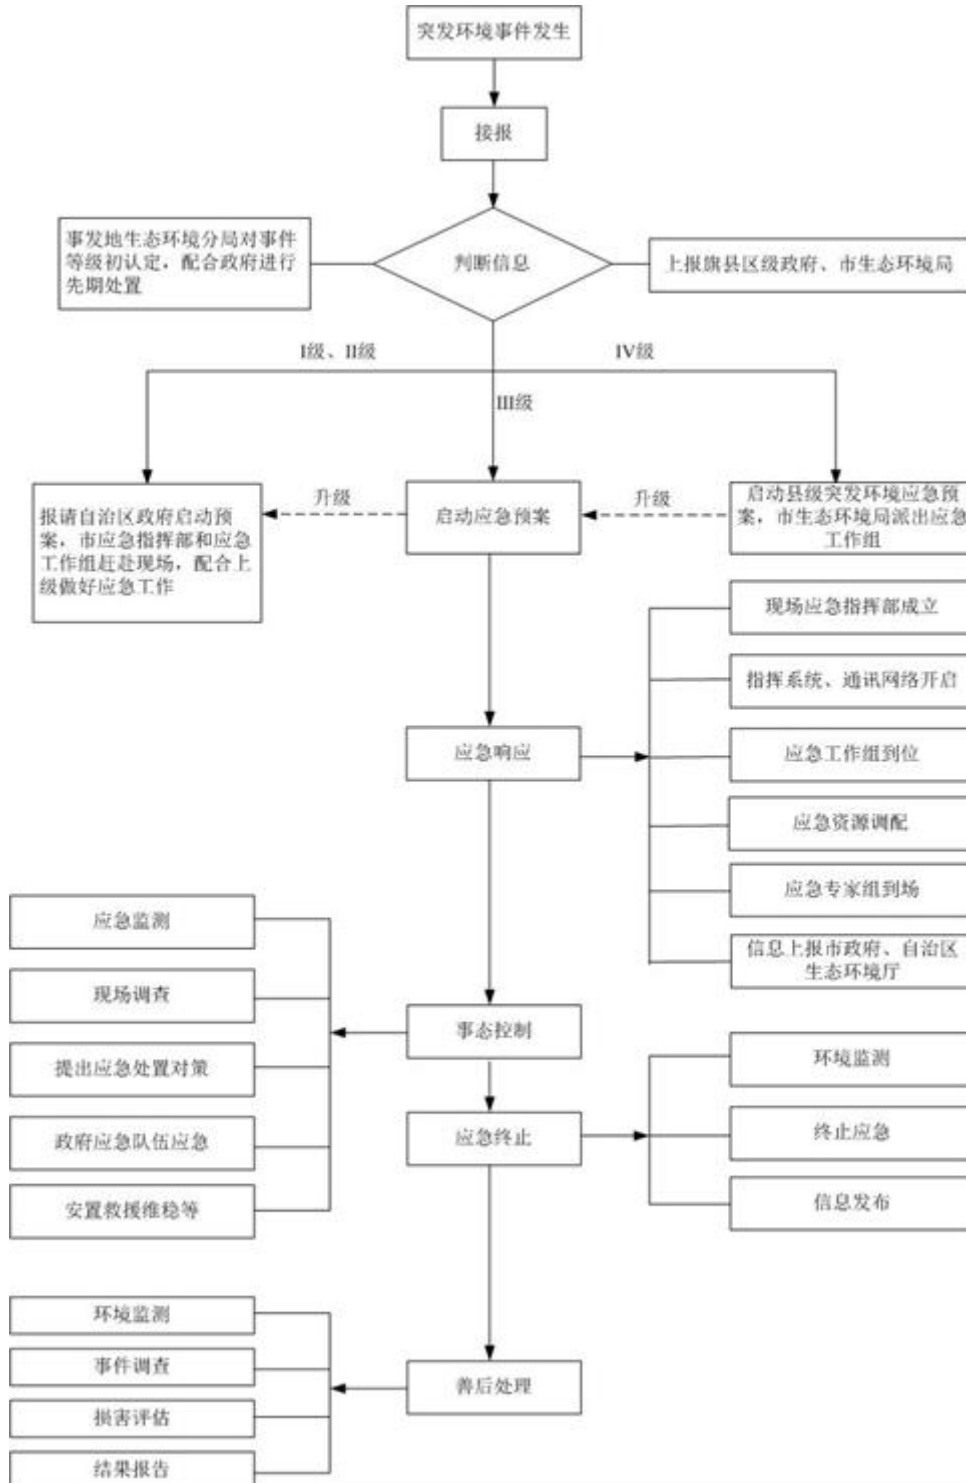 突发环境事件发生
接报
事发地生态环境分局对事件
等级初认定，配合政府进行
先期处置
判断信息
上报旗县区级政府、市生态环境局
I级、II级
IV级
III级
报请自治区政府启动预
案，市应急指挥部和应急
工作组赶赴现场，配合上
级做好应急工作
升级
启动应急预案
升级
启动县级突发环境应急预
案，市生态环境局派出应急
工作组
现场应急指挥部成立
指挥系统、通讯网络开启
应急响应
应急工作组到位
应急资源调配
应急专家组到场
信息上报市政府、自治区
生态环境厅
应急监测
现场调查
事态控制
提出应急处置对策
政府应急队伍应急
安置救援维稳等
环境监测
应急终止
终止应急
信息发布
环境监测
事件调查
善后处理
损害评估
结果报告